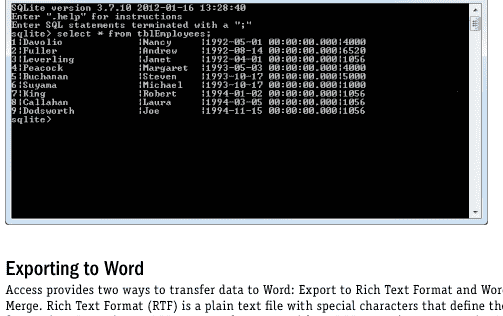 SQLite version 3.7.10 2012-01-16 13:28:40
Enter ".help" for instructions
Enter SQL statements terminated with a ";"
sqlite> select * from tblEmployees;
1|Davolio |Nancy |1992-05-01 00:00:00.000|4000
2|Fuller |Andrew |1992-08-14 00:00:00.000|6520
3|Leverling |Janet |1992-04-01 00:00:00.000|1056
4|Peacock |Margaret |1993-05-03 00:00:00.000|4000
5|Buchanan |Steven |1993-10-17 00:00:00.000|5000
6|Suyama |Michael |1993-10-17 00:00:00.000|1000
7|King |Robert |1994-01-02 00:00:00.000|1056
8|Callahan |Laura |1994-03-05 00:00:00.000|1056
9|Dodsworth |Joe |1994-11-15 00:00:00.000|1056
sqlite>
Exporting to Word
Access provides two ways to transfer data to Word: Export to Rich Text Format and Wor
Merge. Rich Text Format (RTF) is a plain text file with special characters that define the